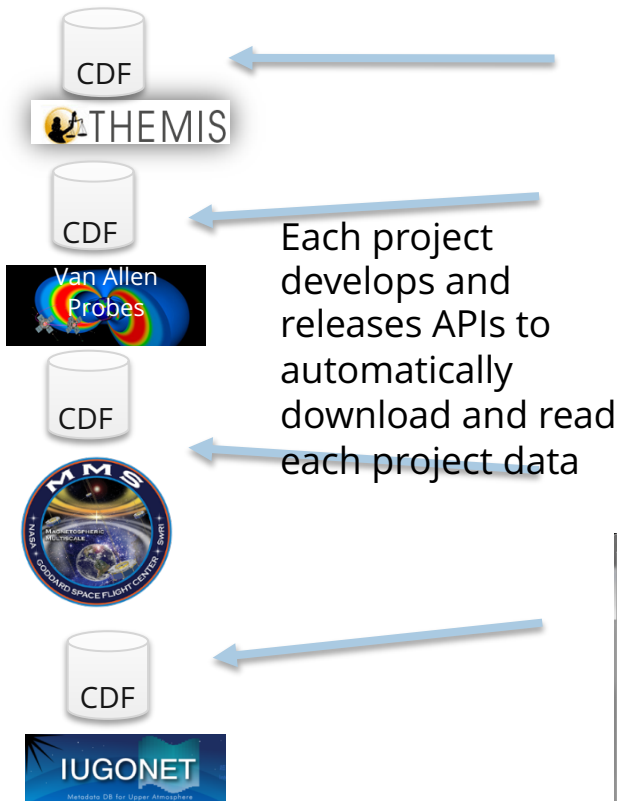 CDF
THEMIS
CDF
Van Allen
Probes
Each project
develops and
releases APIs to
automatically
download and read
each project data
CDF
MMS
MAGNETOSPHERIC
MULTISCALE
NASA • GODDARD SPACE FLIGHT CENTER • SwRI
CDF
IUGONET
Metadata DB for Upper Atmosphere